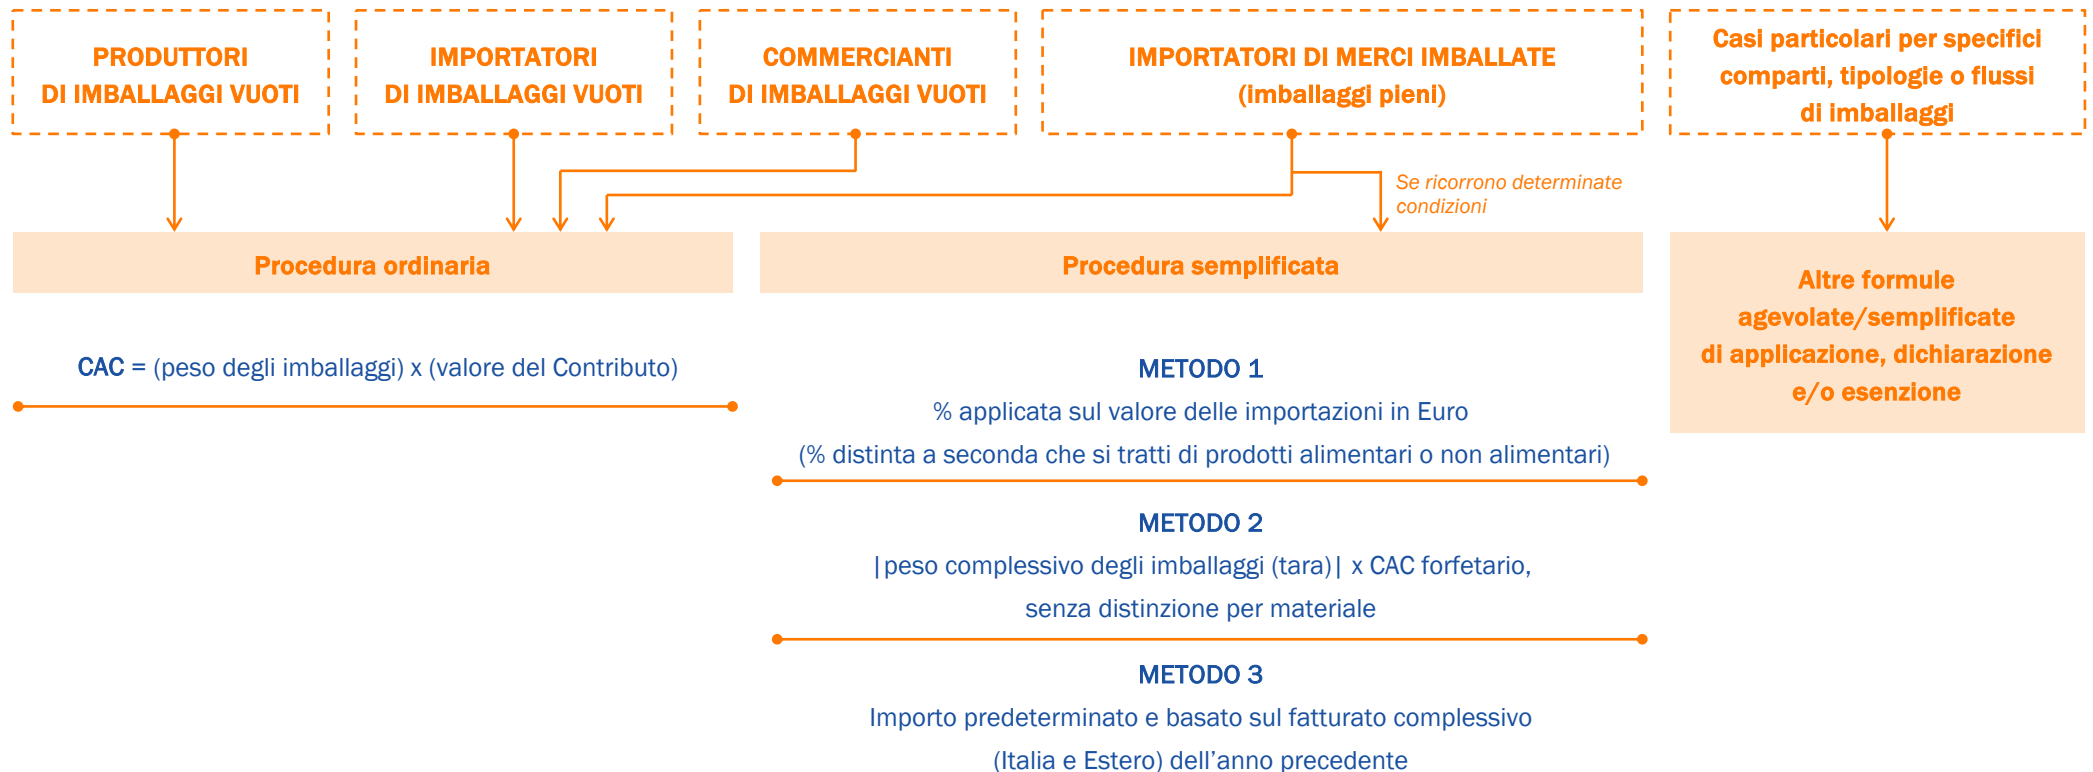 PRODUTTORI
DI IMBALLAGGI VUOTI
IMPORTATORI
DI IMBALLAGGI VUOTI
COMMERCIANTI
DI IMBALLAGGI VUOTI
IMPORTATORI DI MERCI IMBALLATE
(imballaggi pieni)
Casi particolari per specifici
comparti, tipologie o flussi
di imballaggi
Se ricorrono determinate
condizioni
Procedura ordinaria
CAC = (peso degli imballaggi) x (valore del Contributo)
Procedura semplificata
METODO 1
% applicata sul valore delle importazioni in Euro
(% distinta a seconda che si tratti di prodotti alimentari o non alimentari)
METODO 2
|peso complessivo degli imballaggi (tara)| x CAC forfetario,
senza distinzione per materiale
METODO 3
Importo predeterminato e basato sul fatturato complessivo
(Italia e Estero) dell’anno precedente
Altre formule
agevolate/semplificate
di applicazione, dichiarazione
e/o esenzione